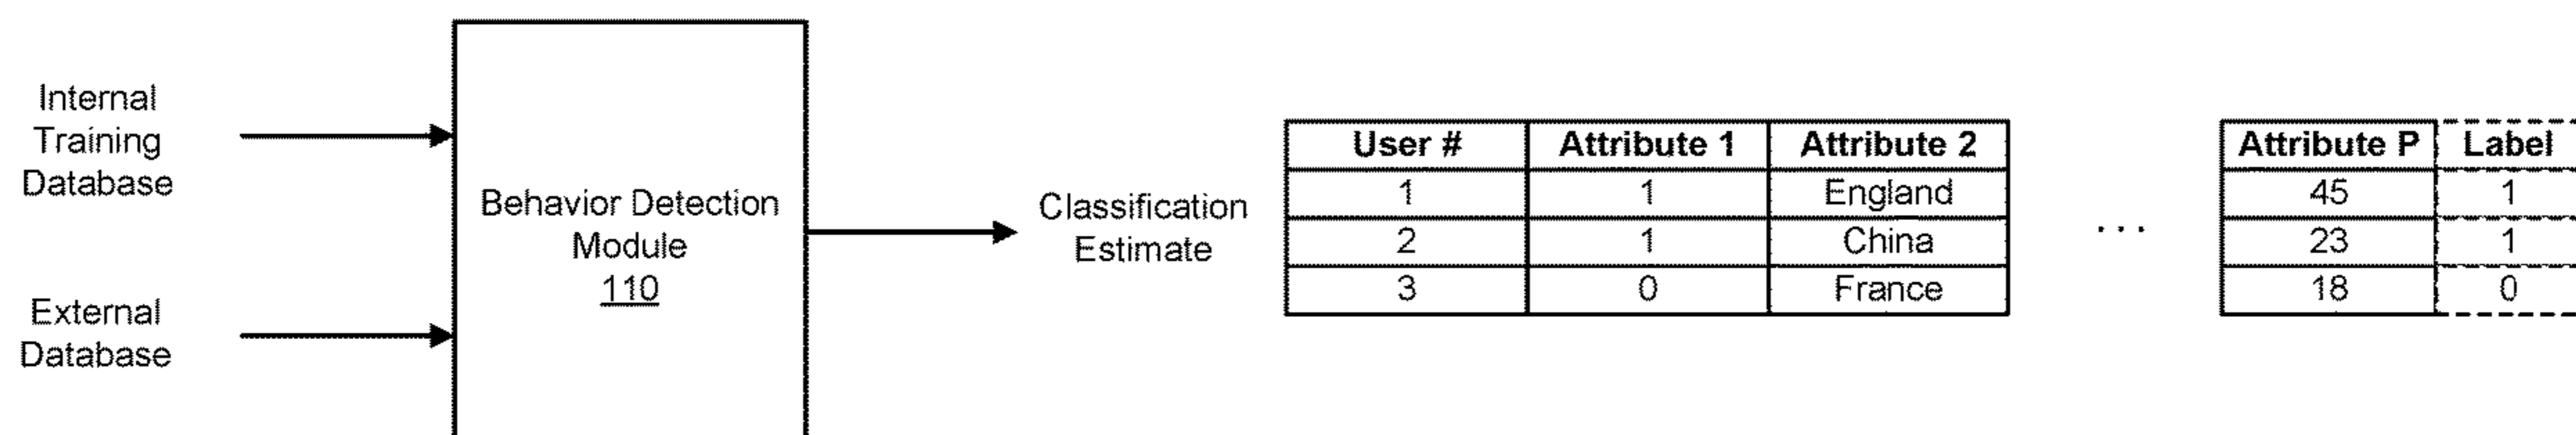 Internal
Training
Database
External
Database
Behavior Detection
Module
110
Classification
Estimate
User # Attribute 1 Attribute 2 Attribute P Label
1 1 England 45 1
2 1 China ... 23 1
3 0 France 18 0